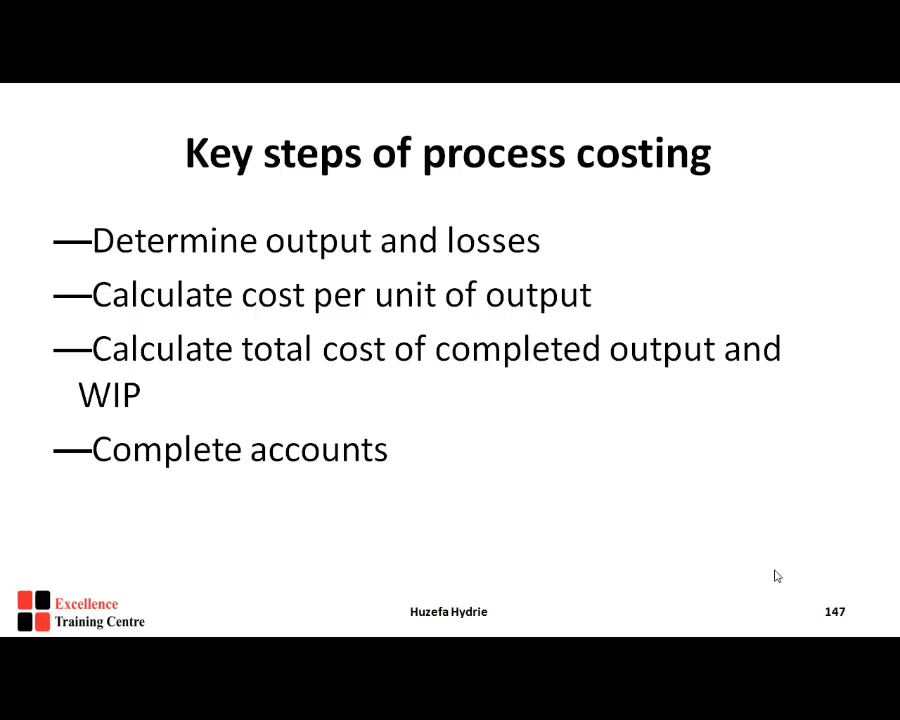 Key steps of process costing
—Determine output and losses
—Calculate cost per unit of output
—Calculate total cost of completed output and
WIP
—Complete accounts
Excellence
Training Centre
Huzefa Hydrie
147